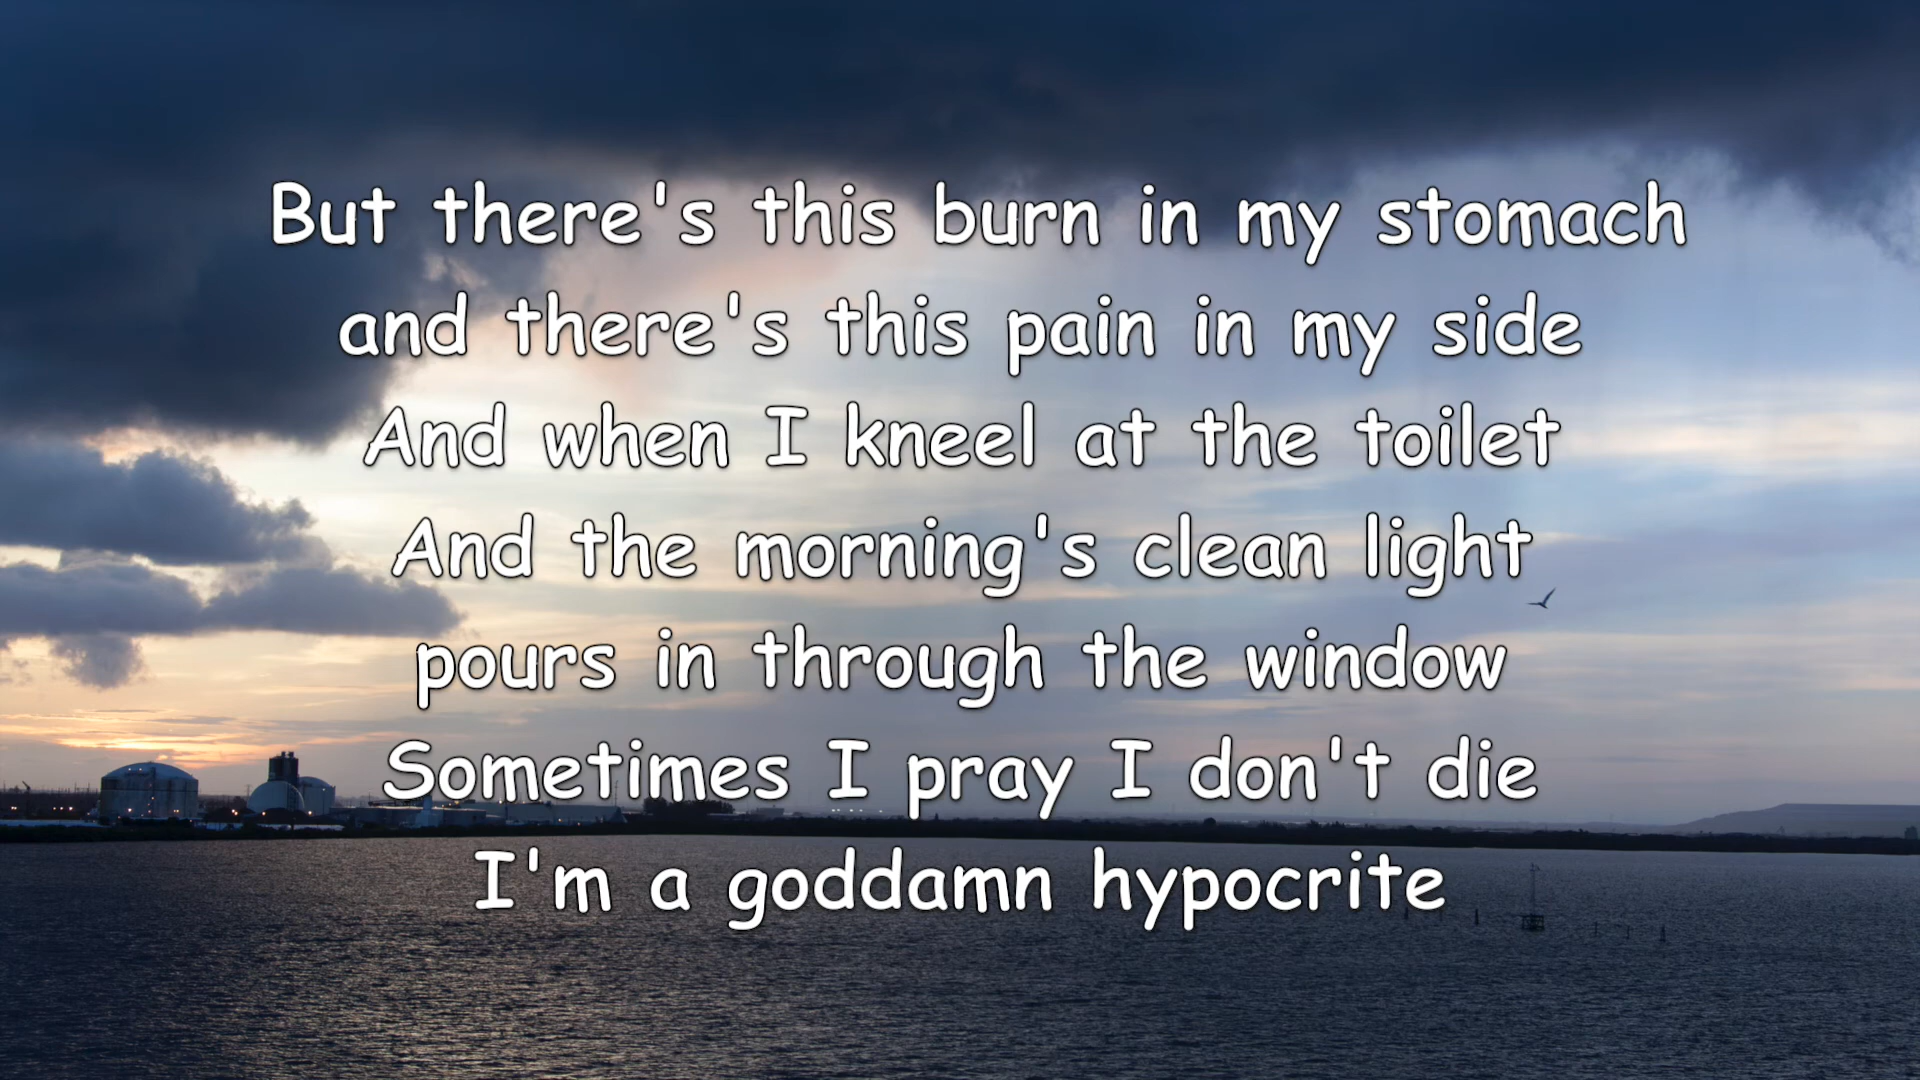 But there's this burn in my stomach
and there's this pain in my side
And when I kneel at the toilet
And the morning's clean light
pours in through the window
Sometimes I pray I don't die
I'm a goddamn hypocrite